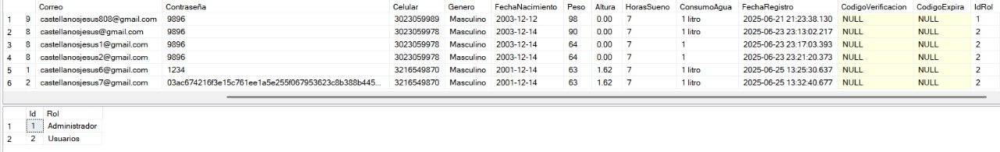 Correo Contraseña Celular Genero FechaNacimiento Peso Altura HorasSueno ConsumoAgua FechaRegistro CodigoVerificacion CodigoExpira IdRol
1 9 castellanosjesus808@gmail.com 9896 3023059989 Masculino 2003-12-12 98 0.00 7 1 litro 2025-06-21 21:23:38.130 NULL NULL 1
2 8 castellanosjesus@gmail.com 9896 3023059978 Masculino 2003-12-14 90 0.00 7 1 litro 2025-06-23 23:13:02.217 NULL NULL 2
3 8 castellanosjesus1@gmail.com 9896 3023059978 Masculino 2003-12-14 64 0.00 7 1 2025-06-23 23:17:03.393 NULL NULL 2
4 8 castellanosjesus2@gmail.com 9896 3023059978 Masculino 2003-12-14 64 0.00 7 1 2025-06-23 23:21:20.373 NULL NULL 2
5 1 castellanosjesus6@gmail.com 1234 3216549870 Masculino 2001-12-14 63 1.62 7 1 litro 2025-06-25 13:25:30.637 NULL NULL 2
6 2 castellanosjesus7@gmail.com 03ac674216f3e15c761ee1a5e255f067953623c8b388b445... 3216549870 Masculino 2001-12-14 63 1.62 7 1 litro 2025-06-25 13:32:40.677 NULL NULL 2
Id Rol
1 1 Administrador
2 2 Usuarios